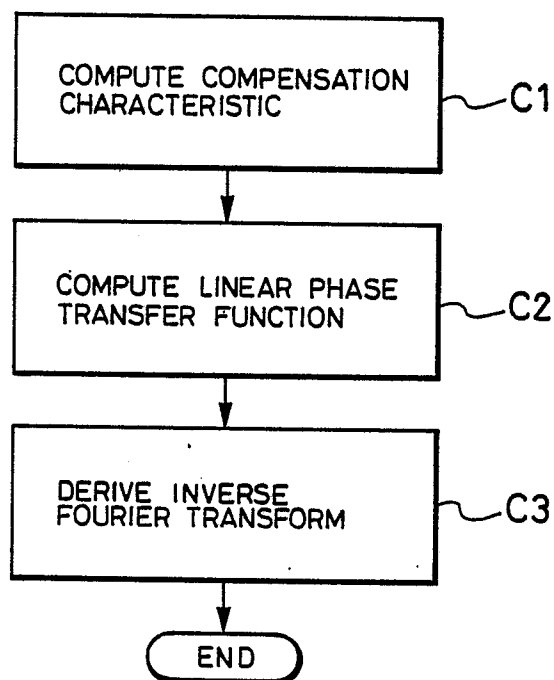 COMPUTE COMPENSATION
CHARACTERISTIC
C1
COMPUTE LINEAR PHASE
TRANSFER FUNCTION
C2
DERIVE INVERSE
FOURIER TRANSFORM
C3
END